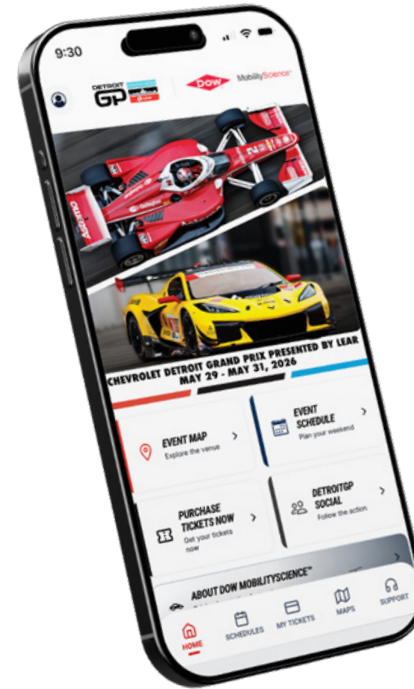 9:30
DETROIT
GP
DOW
MobilityScience™
CHEVROLET DETROIT GRAND PRIX PRESENTED BY LEAR
MAY 29 - MAY 31, 2026
EVENT MAP
Explore the venue
EVENT
SCHEDULE
Plan your weekend
PURCHASE
TICKETS NOW
Get your tickets
now
DETROITGP
SOCIAL
Follow the action
ABOUT DOW MOBILITYSCIENCE™
HOME
SCHEDULES
MY TICKETS
MAPS
SUPPORT